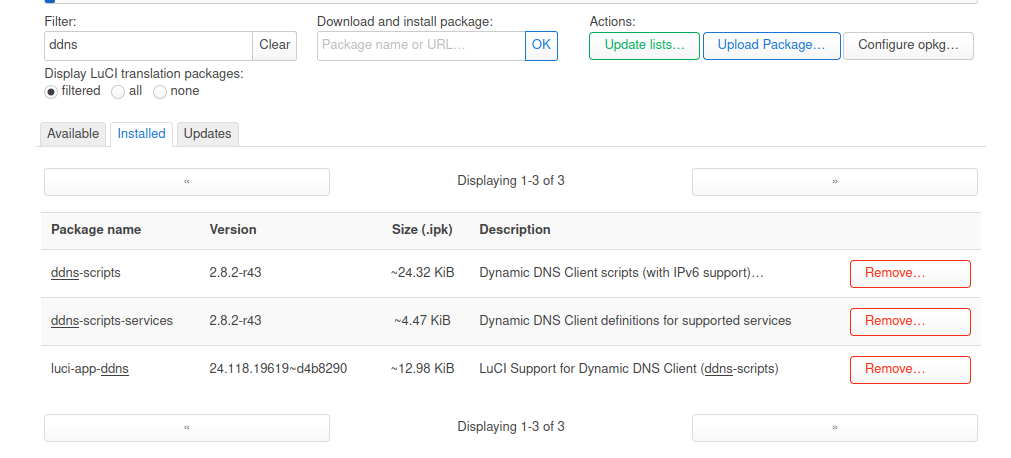 Filter: Download and install package: Actions:
ddns Clear Package name or URL... OK Update lists... Upload Package... Configure opkg...
Display LuCI translation packages:
filtered all none
Available Installed Updates
« Displaying 1-3 of 3 »
Package name Version Size (.ipk) Description
ddns-scripts 2.8.2-r43 ~24.32 KiB Dynamic DNS Client scripts (with IPv6 support)... Remove...
ddns-scripts-services 2.8.2-r43 ~4.47 KiB Dynamic DNS Client definitions for supported services Remove...
luci-app-ddns 24.118.19619~d4b8290 ~12.98 KiB LuCI Support for Dynamic DNS Client (ddns-scripts) Remove...
« Displaying 1-3 of 3 »